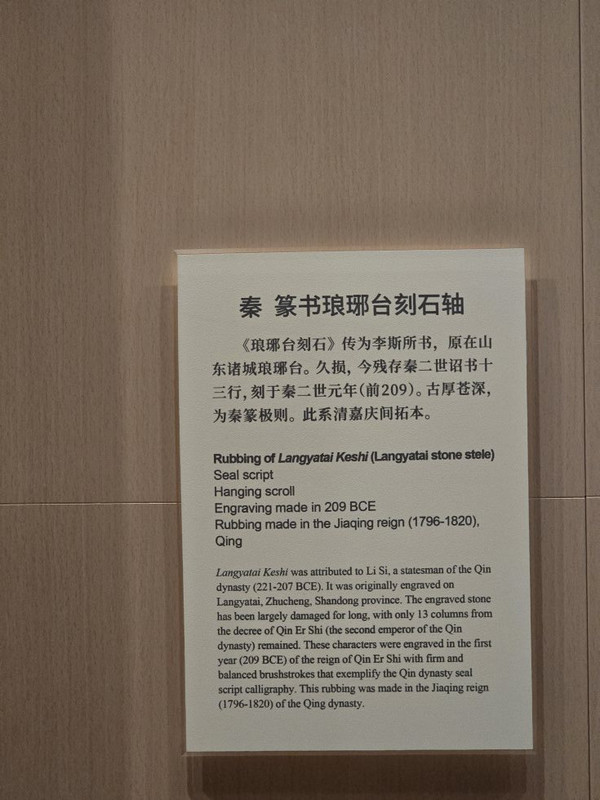 秦 篆书琅琊台刻石轴
《琅琊台刻石》传为李斯所书，原在山
东诸城琅琊台。久损，今残存秦二世诏书十
三行，刻于秦二世元年（前209）。古厚苍深，
为秦篆极则。此系清嘉庆间拓本。
Rubbing of Langyatai Keshi (Langyatai stone stele)
Seal script
Hanging scroll
Engraving made in 209 BCE
Rubbing made in the Jiaqing reign (1796-1820),
Qing
Langyatai Keshi was attributed to Li Si, a statesman of the Qin
dynasty (221-207 BCE). It was originally engraved on
Langyatai, Zhucheng, Shandong province. The engraved stone
has been largely damaged for long, with only 13 columns from
the decree of Qin Er Shi (the second emperor of the Qin
dynasty) remained. These characters were engraved in the first
year (209 BCE) of the reign of Qin Er Shi with firm and
balanced brushstrokes that exemplify the Qin dynasty seal
script calligraphy. This rubbing was made in the Jiaqing reign
(1796-1820) of the Qing dynasty.